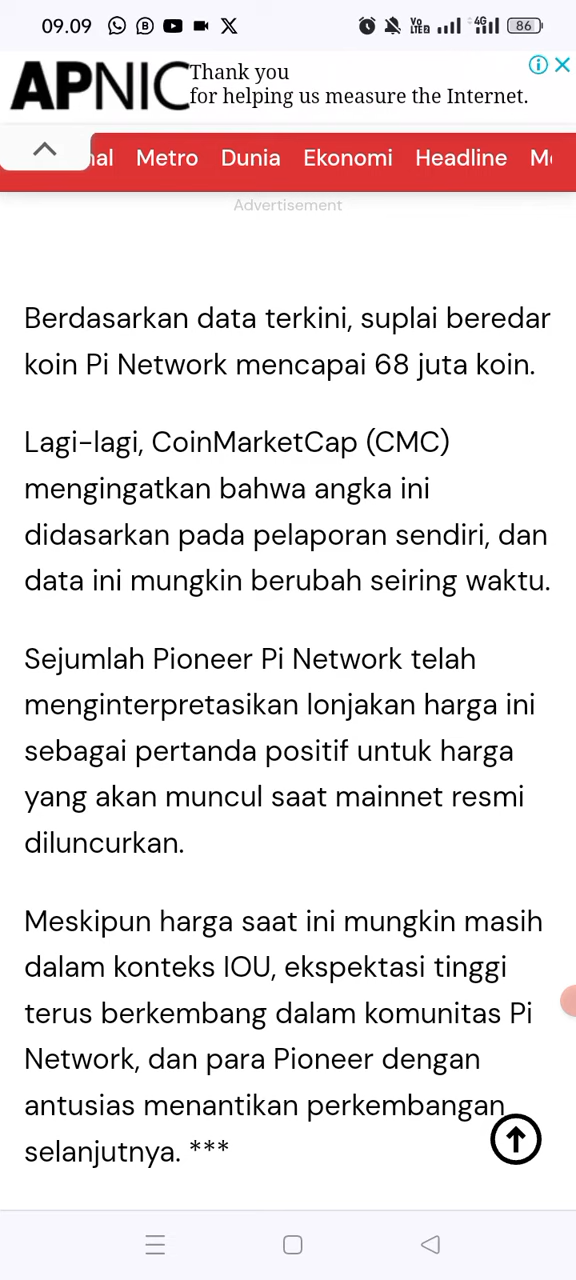 09.09
VoLTE 4G 86
APNIC
Thank you
for helping us measure the Internet.
nal Metro Dunia Ekonomi Headline
Advertisement
Berdasarkan data terkini, suplai beredar
koin Pi Network mencapai 68 juta koin.
Lagi-lagi, CoinMarketCap (CMC)
mengingatkan bahwa angka ini
didasarkan pada pelaporan sendiri, dan
data ini mungkin berubah seiring waktu.
Sejumlah Pioneer Pi Network telah
menginterpretasikan lonjakan harga ini
sebagai pertanda positif untuk harga
yang akan muncul saat mainnet resmi
diluncurkan.
Meskipun harga saat ini mungkin masih
dalam konteks IOU, ekspektasi tinggi
terus berkembang dalam komunitas Pi
Network, dan para Pioneer dengan
antusias menantikan perkembangan
selanjutnya. ***